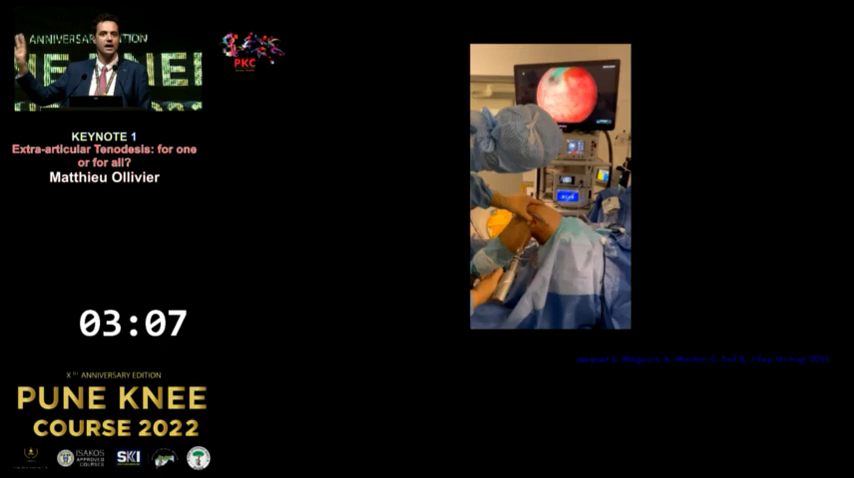 ANNIVERSARY EDITION
PKC
KEYNOTE 1
Extra-articular Tenodesis: for one
or for all?
Matthieu Ollivier
03:07
X TH ANNIVERSARY EDITION
PUNE KNEE
COURSE 2022
ISAKOS
APPROVED
COURSES
SKI